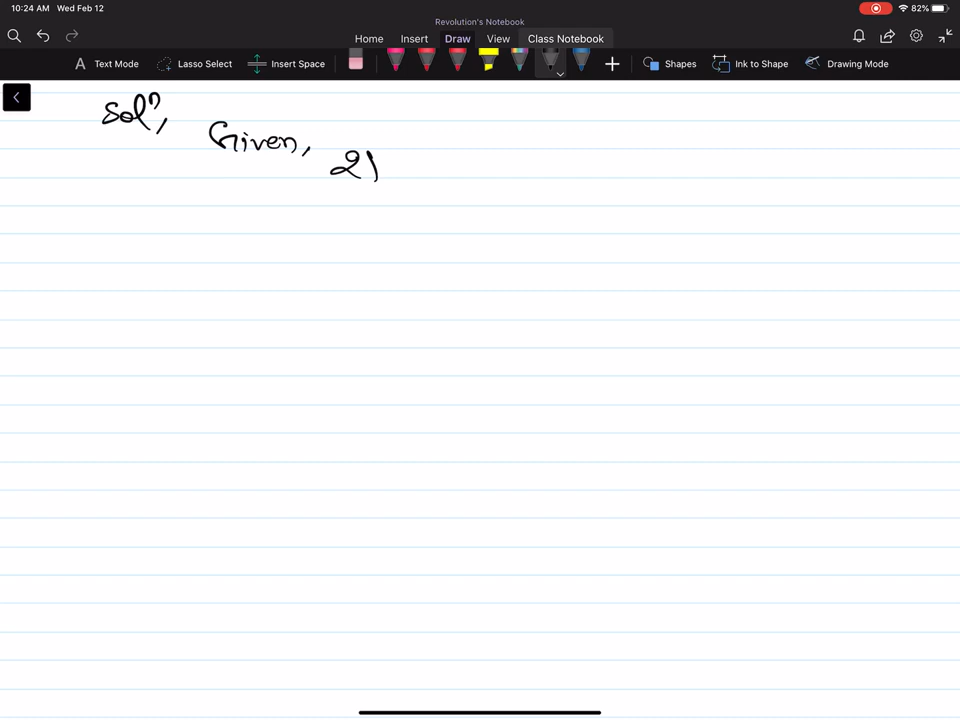 10:24 AM Wed Feb 12 82%
Revolution's Notebook
Home Insert Draw View Class Notebook
Text Mode Lasso Select Insert Space Shapes Ink to Shape Drawing Mode
Solⁿ,
Given,
2)